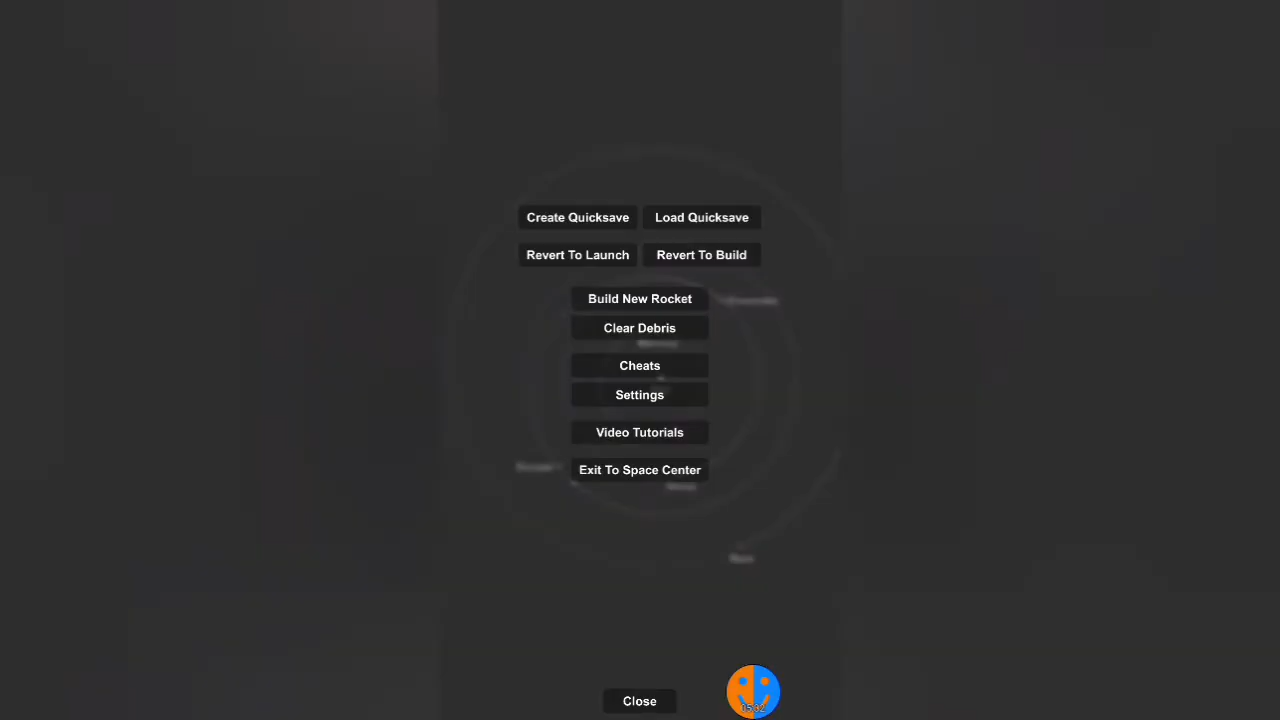 Create Quicksave Load Quicksave
Revert To Launch Revert To Build
Build New Rocket
Clear Debris
Cheats
Settings
Video Tutorials
Exit To Space Center
Close